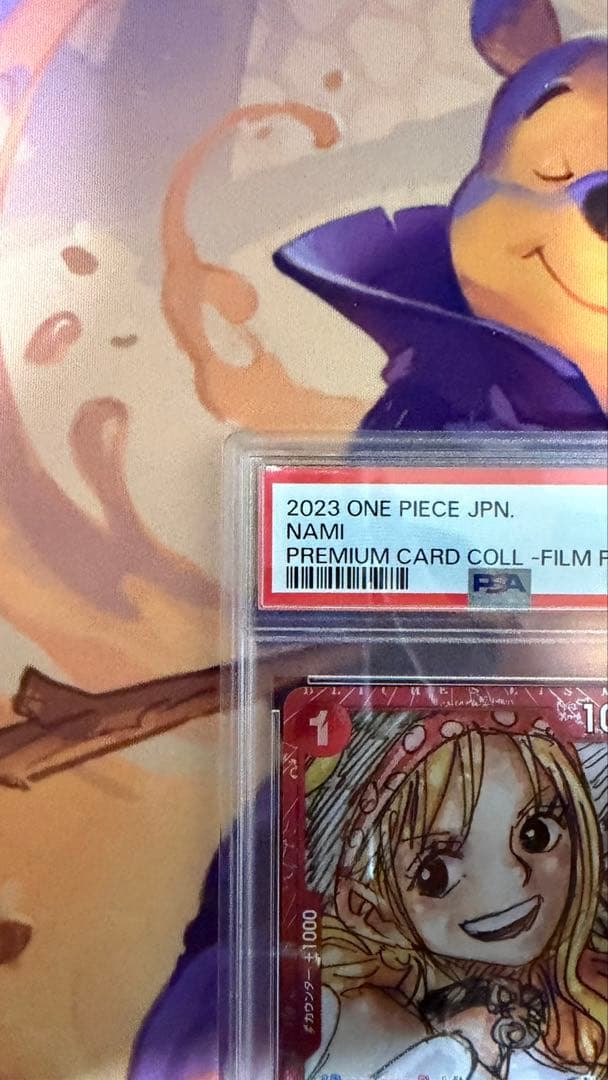 2023 ONE PIECE JPN.
NAMI
PREMIUM CARD COLL -FILM
PSA
1
10
カウンター +1000